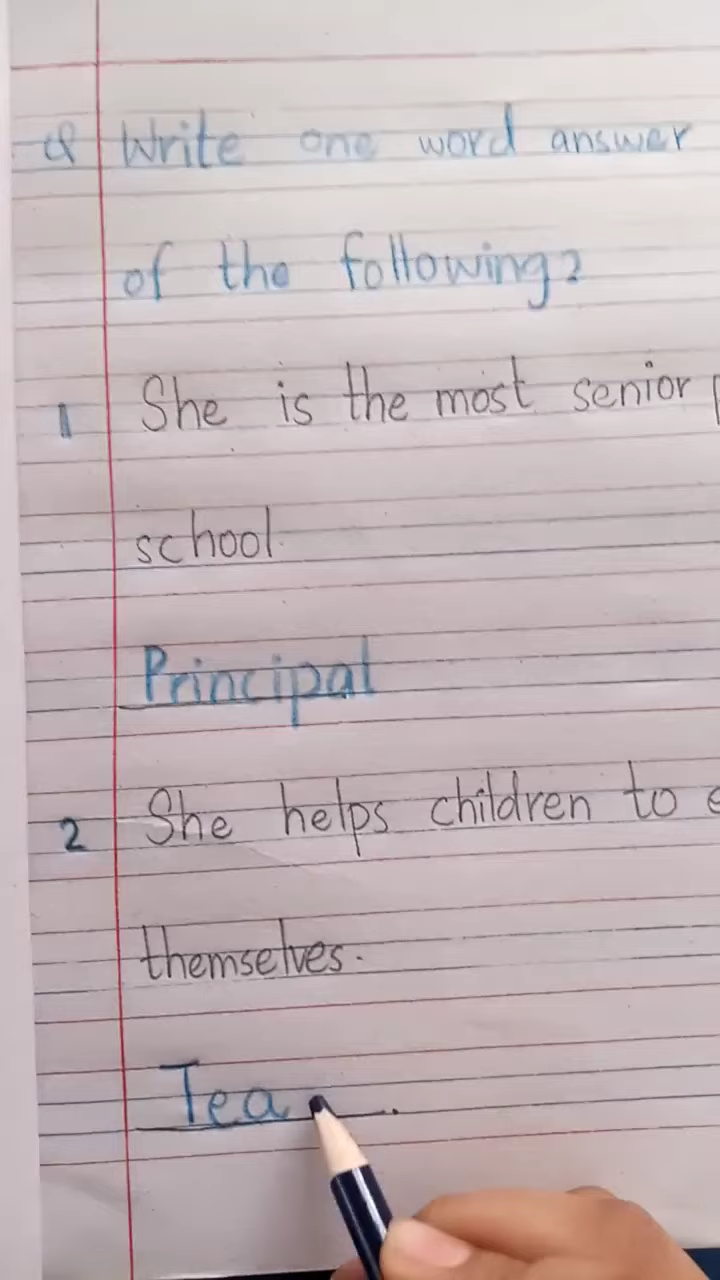 Q Write one word answer
of the following?
1 She is the most senior
school.
Principal
2 She helps children to
themselves.
Tea